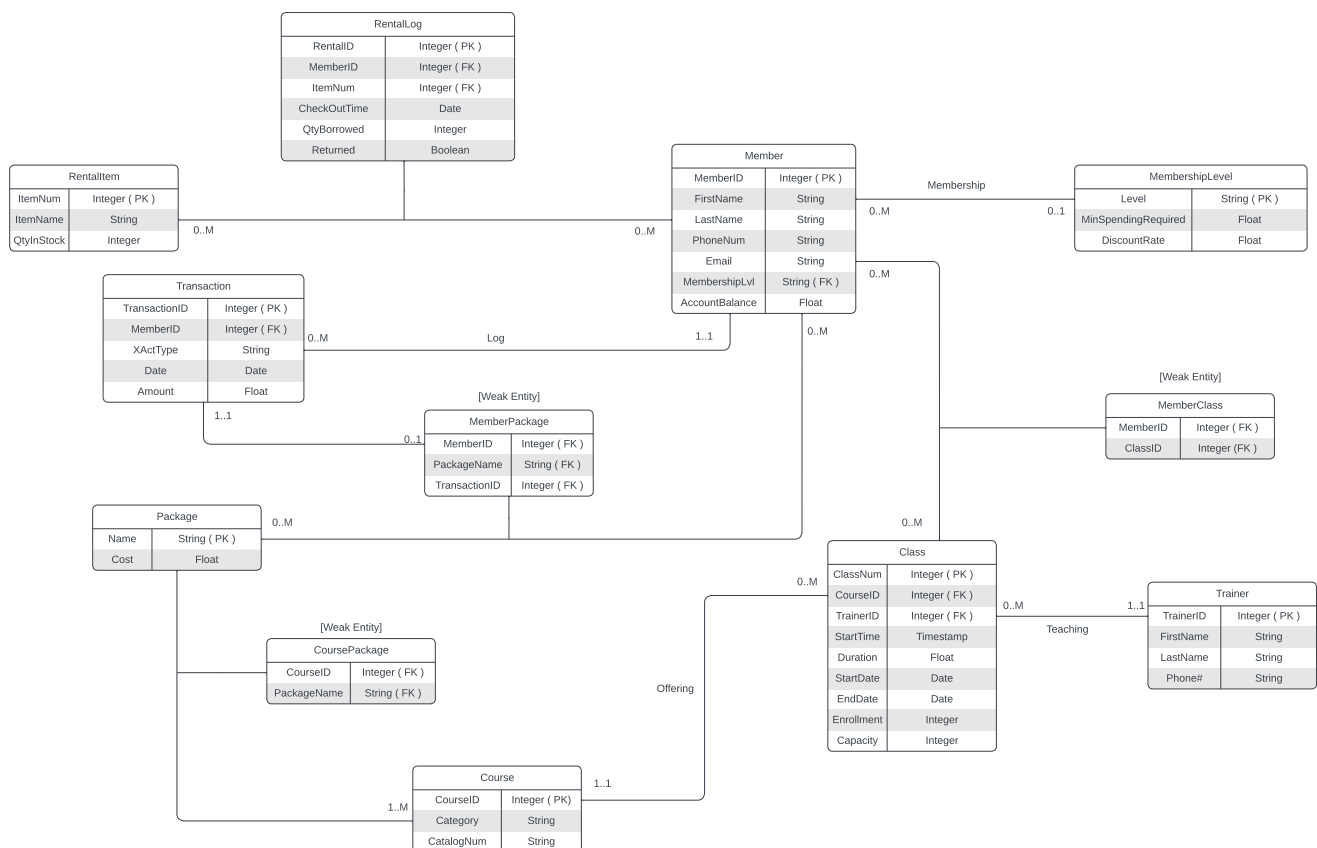 RentalLog
RentalID Integer ( PK )
MemberID Integer ( FK )
ItemNum Integer ( FK )
CheckOutTime Date
QtyBorrowed Integer
Returned Boolean
RentalItem
ItemNum Integer ( PK )
ItemName String
QtyInStock Integer
0..M
0..M
Member
MemberID Integer ( PK )
FirstName String
LastName String
PhoneNum String
Email String
MembershipLvl String ( FK )
AccountBalance Float
Membership
0..M
0..1
MembershipLevel
Level String ( PK )
MinSpendingRequired Float
DiscountRate Float
0..M
Transaction
TransactionID Integer ( PK )
MemberID Integer ( FK )
XActType String
Date Date
Amount Float
0..M
Log
1..1
0..M
1..1
0..1
[Weak Entity]
MemberPackage
MemberID Integer ( FK )
PackageName String ( FK )
TransactionID Integer ( FK )
[Weak Entity]
MemberClass
MemberID Integer ( FK )
ClassID Integer (FK )
Package
Name String ( PK )
Cost Float
0..M
0..M
Class
ClassNum Integer ( PK )
CourseID Integer ( FK )
TrainerID Integer ( FK )
StartTime Timestamp
Duration Float
StartDate Date
EndDate Date
Enrollment Integer
Capacity Integer
0..M
0..M
Teaching
1..1
Trainer
TrainerID Integer ( PK )
FirstName String
LastName String
Phone# String
[Weak Entity]
CoursePackage
CourseID Integer ( FK )
PackageName String ( FK )
Offering
1..1
1..M
Course
CourseID Integer ( PK)
Category String
CatalogNum String